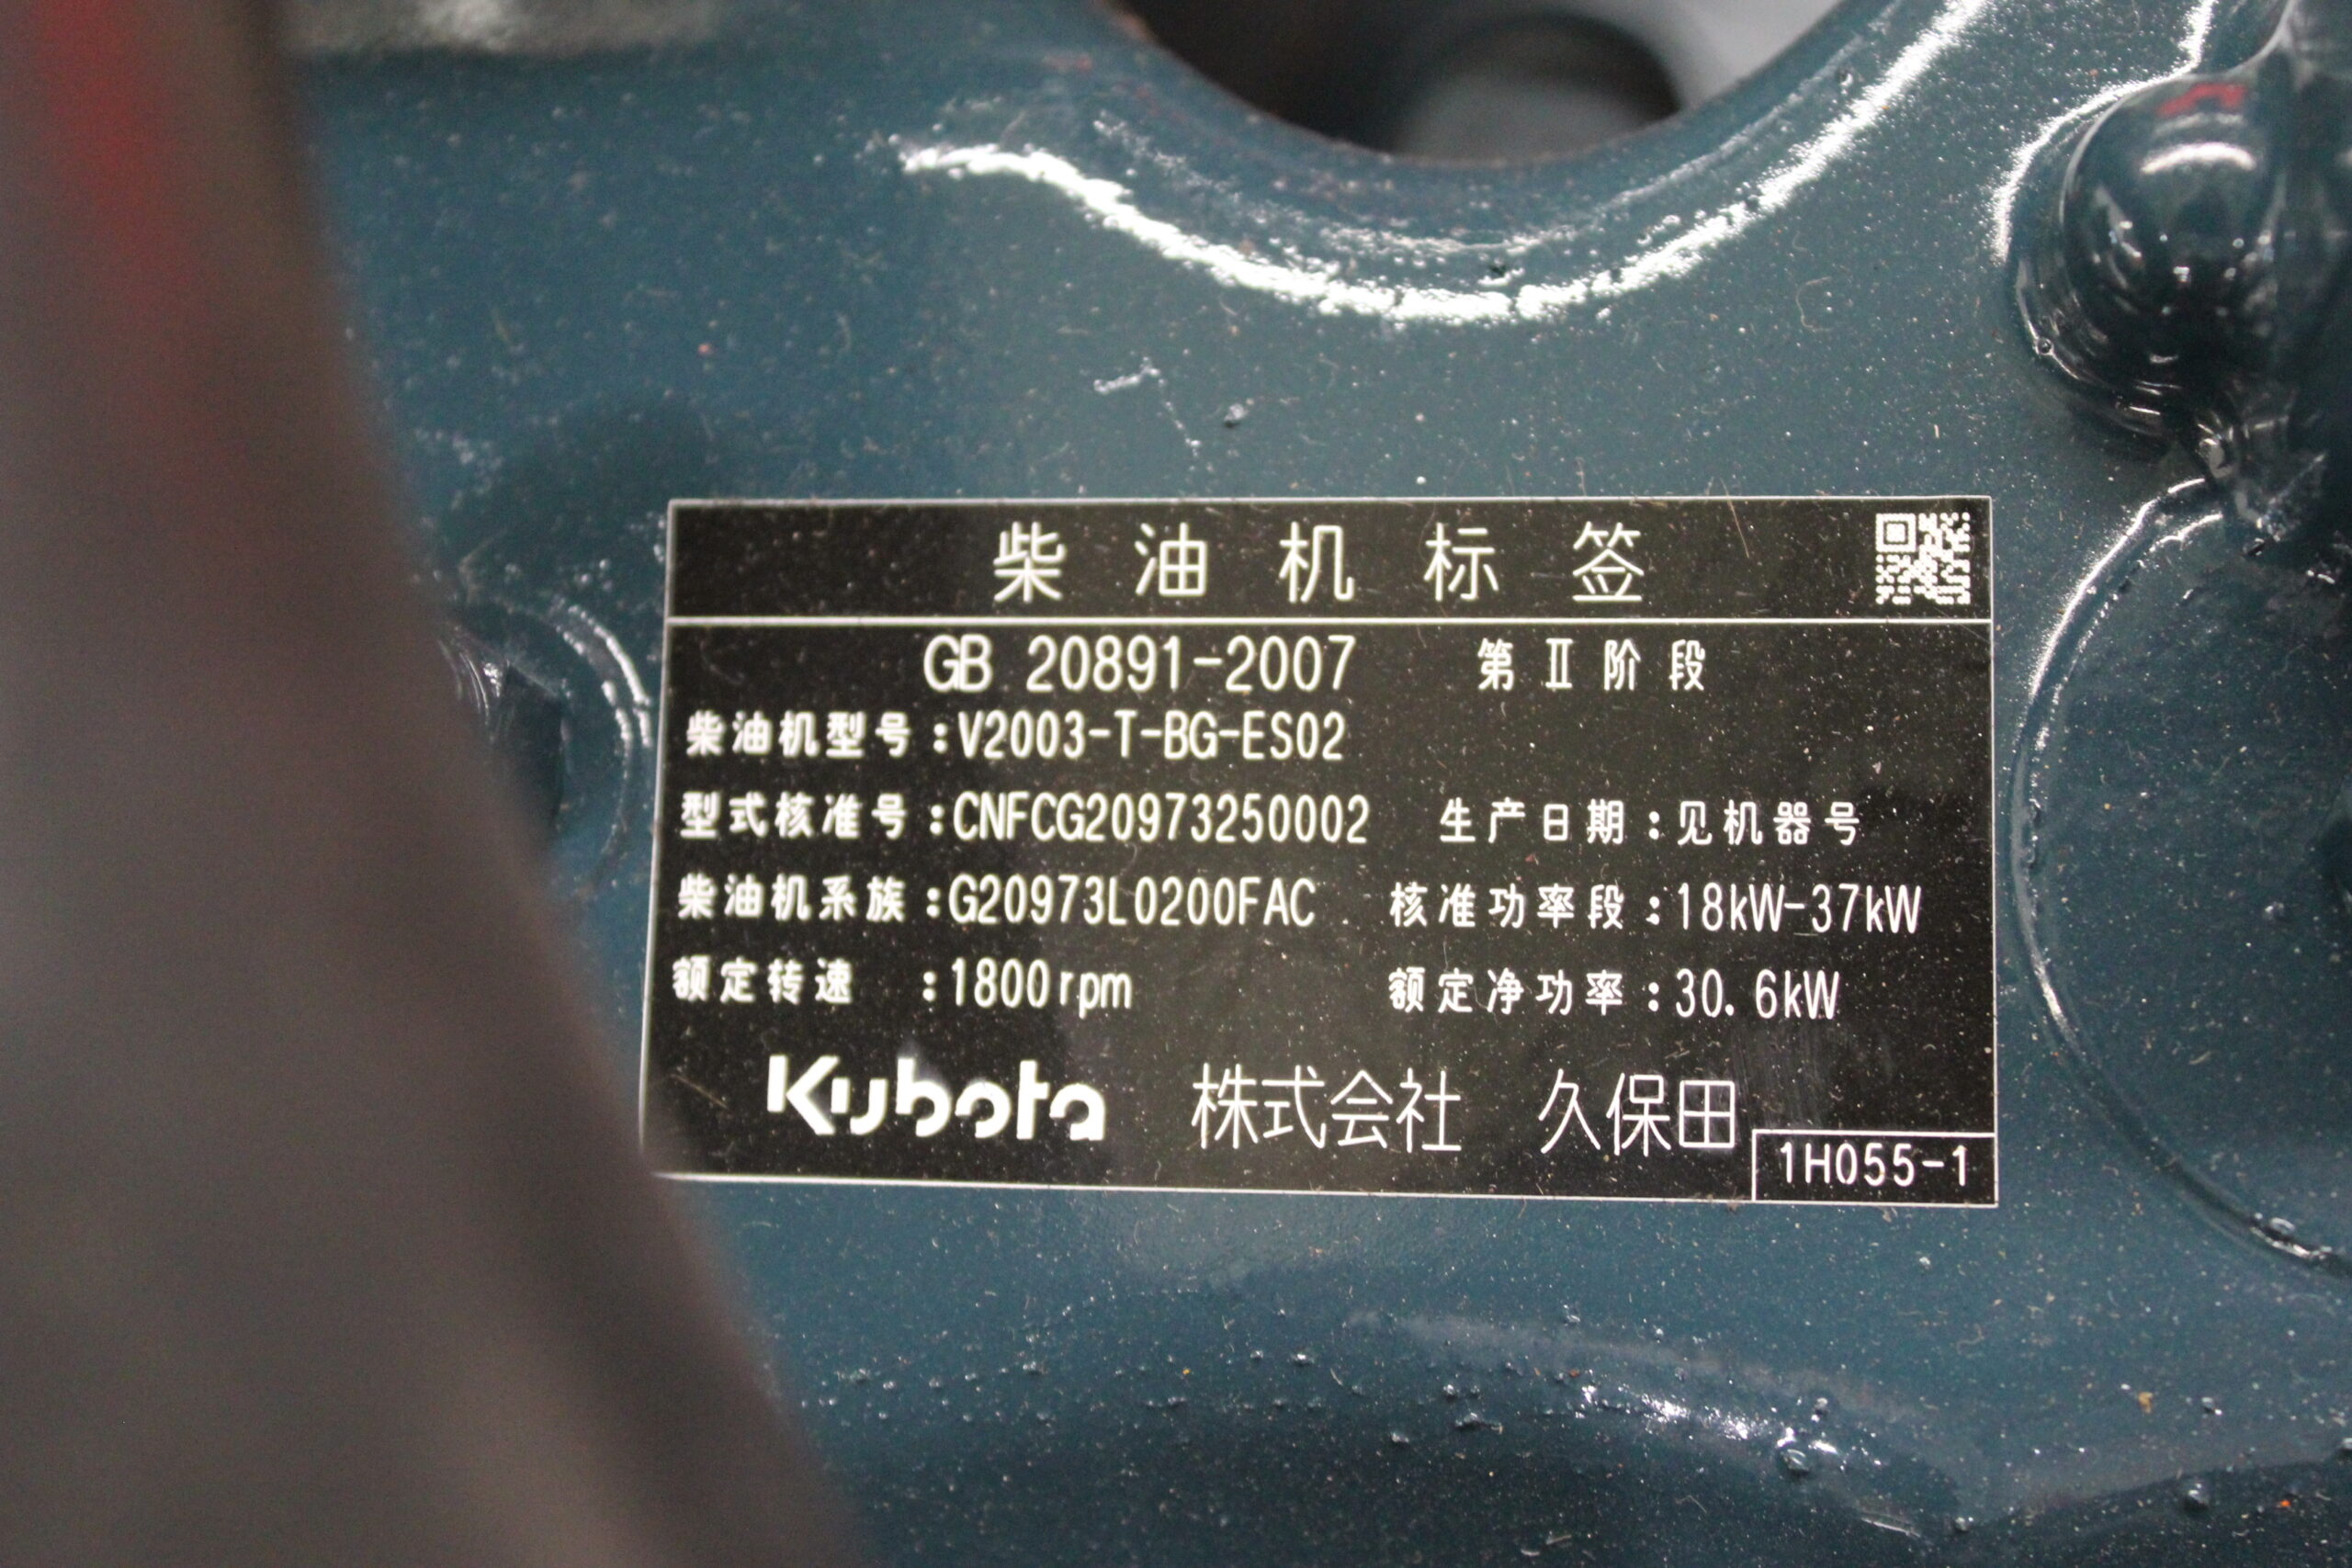 柴油机标签
GB 20891-2007 第Ⅱ阶段
柴油机型号:V2003-T-BG-ES02
型式核准号:CNFCG20973250002 生产日期:见机器号
柴油机系族:G20973L0200FAC 核准功率段:18kW-37kW
额定转速 :1800rpm 额定净功率:30.6kW
Kubota 株式会社 久保田
1H055-1